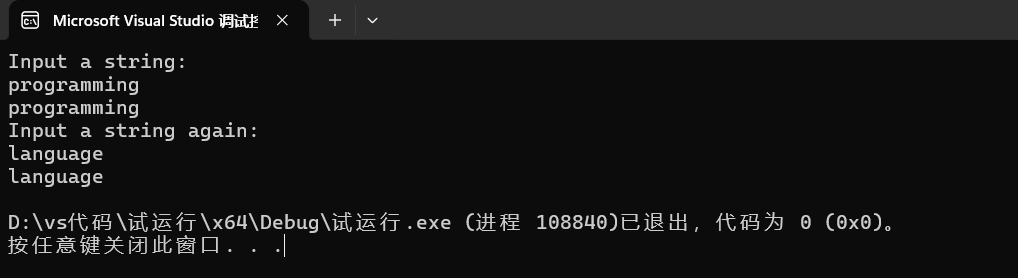 Microsoft Visual Studio 调试
Input a string:
programming
programming
Input a string again:
language
language
D:\vs代码\试运行\x64\Debug\试运行.exe (进程 108840)已退出，代码为 0 (0x0)。
按任意键关闭此窗口. . .